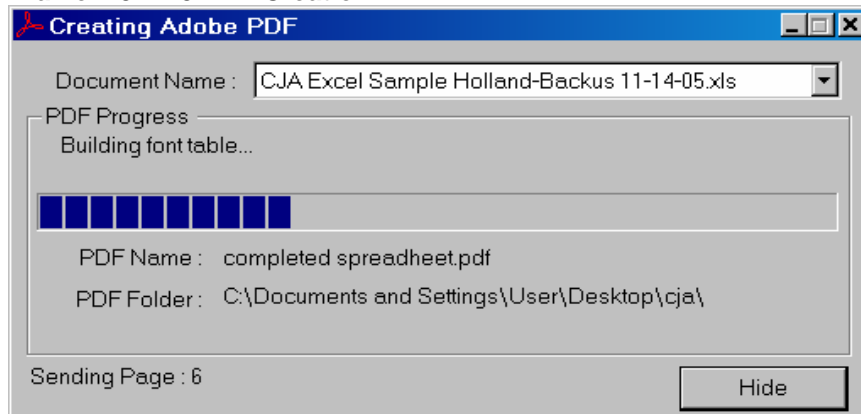 Creating Adobe PDF
Document Name : CJA Excel Sample Holland-Backus 11-14-05.xls
PDF Progress
Building font table...
PDF Name : completed spreadheet.pdf
PDF Folder : C:\Documents and Settings\User\Desktop\cja\
Sending Page : 6
Hide